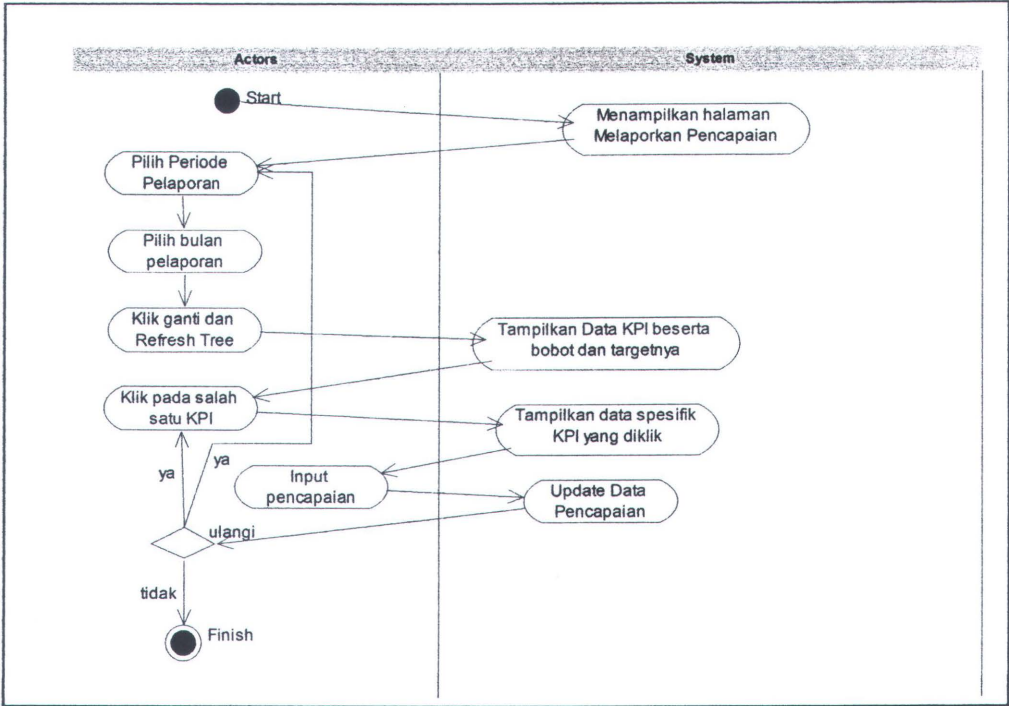 Actors
System
Start
Menampilkan halaman
Melaporkan Pencapaian
Pilih Periode
Pelaporan
Pilih bulan
pelaporan
Klik ganti dan
Refresh Tree
Tampilkan Data KPI beserta
bobot dan targetnya
Klik pada salah
satu KPI
Tampilkan data spesifik
KPI yang diklik
ya
ya
Input
pencapaian
Update Data
Pencapaian
ulangi
tidak
Finish